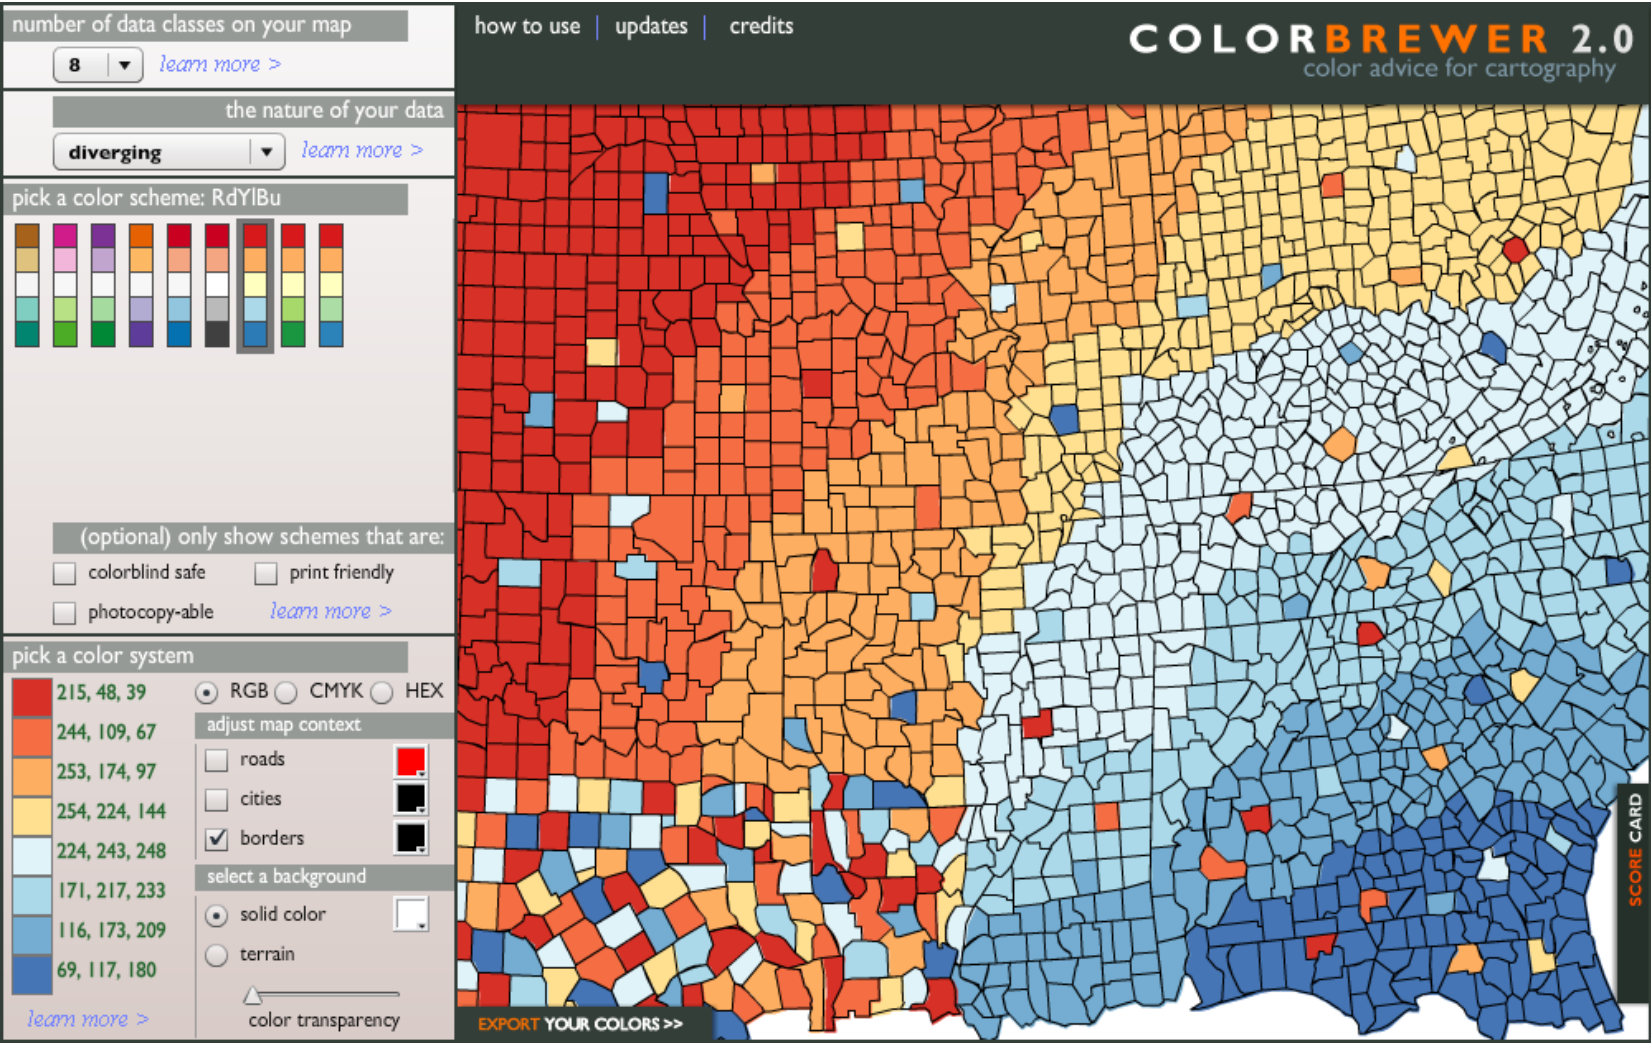 number of data classes on your map
8
learn more >
the nature of your data
diverging
learn more >
pick a color scheme: RdYlBu
(optional) only show schemes that are:
colorblind safe
print friendly
photocopy-able
learn more >
pick a color system
215, 48, 39
244, 109, 67
253, 174, 97
254, 224, 144
224, 243, 248
171, 217, 233
116, 173, 209
69, 117, 180
learn more >
RGB
CMYK
HEX
adjust map context
roads
cities
borders
select a background
solid color
terrain
color transparency
how to use | updates | credits
COLORBREWER 2.0
color advice for cartography
SCORE CARD
EXPORT YOUR COLORS >>